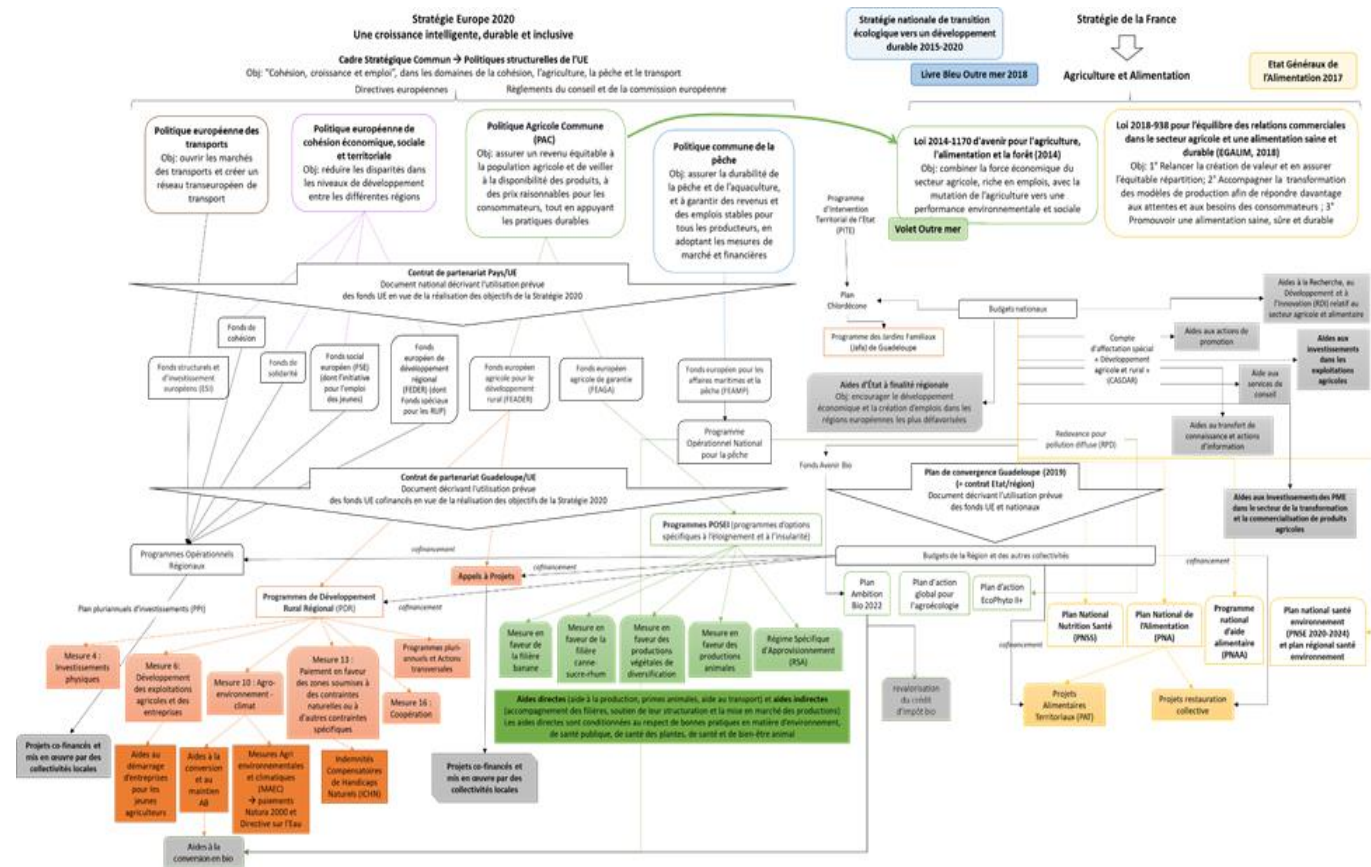 Stratégie Europe 2020
Une croissance intelligente, durable et inclusive
Cadre Stratégique Commun → Politiques structurelles de l'UE
Obj: "Cohésion, croissance et emploi", dans les domaines de la cohésion, l'agriculture, la pêche et le transport
Directives européennes
Règlements du conseil et de la commission européenne
Stratégie nationale de transition
écologique vers un développement
durable 2015-2020
Livre Bleu Outre mer 2018
Stratégie de la France
Agriculture et Alimentation
Etat Généraux de
l'Alimentation 2017
Politique européenne des
transports
Obj: ouvrir les marchés
des transports et créer un
réseau transeuropéen de
transport
Politique européenne de
cohésion économique, sociale
et territoriale
Obj: réduire les disparités dans
les niveaux de développement
entre les différentes régions
Politique Agricole Commune
(PAC)
Obj: assurer un revenu équitable à
la population agricole et de veiller
à la disponibilité des produits, à
des prix raisonnables pour les
consommateurs, tout en appuyant
les pratiques durables
Politique commune de la
pêche
Obj: assurer la durabilité de
la pêche et de l'aquaculture,
et à garantir des revenus et
des emplois stables pour
tous les producteurs, en
adoptant les mesures de
marché et financières
Programme
d'Intervention
Territorial de l'Etat
(PITE)
Loi 2014-1170 d'avenir pour l'agriculture,
l'alimentation et la forêt (2014)
Obj: combiner la force économique du
secteur agricole, riche en emplois, avec la
mutation de l'agriculture vers une
performance environnementale et sociale
Volet Outre mer
Loi 2018-938 pour l'équilibre des relations commerciales
dans le secteur agricole et une alimentation saine et
durable (EGALIM, 2018)
Obj: 1° Relancer la création de valeur et en assurer
l'équitable répartition; 2° Accompagner la transformation
des modèles de production afin de répondre davantage
aux attentes et aux besoins des consommateurs ; 3°
Promouvoir une alimentation saine, sûre et durable
Contrat de partenariat Pays/UE
Document national décrivant l'utilisation prévue
des fonds UE en vue de la réalisation des objectifs de la Stratégie 2020
Plan
Chlordécone
Programme des Jardins Familiaux
(Jafa) de Guadeloupe
Budgets nationaux
Aides à la Recherche, au
Développement et à
l'Innovation (RDI) relatif au
secteur agricole et alimentaire
Aides aux actions de
promotion
Compte
d'affectation spécial
« Développement
agricole et rural »
(CASDAR)
Aides aux
investissements
dans les
exploitations
agricoles
Aide aux
services de
conseil
Aides au transfert de
connaissance et actions
d'information
Aides d'État à finalité régionale
Obj: encourager le développement
économique et la création d'emplois dans les
régions européennes les plus défavorisées
Fonds structurels et
d'investissement
européens (ESI)
Fonds de
cohésion
Fonds de
solidarité
Fonds social
européen (FSE)
(dont l'initiative
pour l'emploi
des jeunes)
Fonds
européen de
développement
régional
(FEDER) (dont
Fonds spéciaux
pour les RUP)
Fonds européen
agricole pour le
développement
rural (FEADER)
Fonds européen
agricole de garantie
(FEAGA)
Fonds européen pour les
affaires maritimes et la
pêche (FEAMP)
Programme
Opérationnel National
pour la pêche
Redevance pour
pollution diffuse (RPD)
Fonds Avenir Bio
Plan de convergence Guadeloupe (2019)
(+ contrat Etat/région)
Document décrivant l'utilisation prévue
des fonds UE et nationaux
Aides aux Investissements des PME
dans le secteur de la transformation
et la commercialisation de produits
agricoles
Contrat de partenariat Guadeloupe/UE
Document décrivant l'utilisation prévue
des fonds UE cofinancés en vue de la réalisation des objectifs de la Stratégie 2020
Programmes POSEI (programmes d'options
spécifiques à l'éloignement et à l'insularité)
Programmes Opérationnels
Régionaux
cofinancement
Budgets de la Région et des autres collectivités
cofinancement
cofinancement
Appels à Projets
Plan pluriannuels d'investissements (PPI)
Programmes de Développement
Rural Régional (PDR)
cofinancement
Plan
Ambition
Bio 2022
Plan d'action
global pour
l'agroécologie
Plan d'action
EcoPhyto II+
Plan National
Nutrition Santé
(PNSS)
Plan National de
l'Alimentation
(PNA)
Programme
national
d'aide
alimentaire
(PNAA)
Plan national santé
environnement
(PNSE 2020-2024)
et plan régional santé
environnement
cofinancement
Mesure 4 :
Investissements
physiques
Mesure 6:
Développement
des exploitations
agricoles et des
entreprises
Mesure 10 :
Agro-
environnement -
climat
Mesure 13 :
Paiement en faveur
des zones soumises à
des contraintes
naturelles ou à
d'autres contraintes
spécifiques
Programmes pluri-
annuels et Actions
transversales
Mesure 16 :
Coopération
Mesure en
faveur de
la filière
banane
Mesure en
faveur de la
filière
canne-
sucre-rhum
Mesure en
faveur des
productions
végétales de
diversification
Mesure en
faveur des
productions
animales
Régime Spécifique
d'Approvisionnement
(RSA)
Aides directes (aide à la production, primes animales, aide au transport) et aides indirectes
(accompagnement des filières, soutien de leur structuration et la mise en marché des productions)
Les aides directes sont conditionnées au respect de bonnes pratiques en matière d'environnement,
de santé publique, de santé des plantes, de santé et de bien-être animal
revalorisation
du crédit
d'impôt bio
Projets
Alimentaires
Territoriaux (PAT)
Projets restauration
collective
Projets co-financés et
mis en œuvre par des
collectivités locales
Aides au
démarrage
d'entreprises
pour les
jeunes
agriculteurs
Aides à la
conversion
et au
maintien
AB
Mesures Agri
environnementales
et climatiques
(MAEC)
→ paiements
Natura 2000 et
Directive sur l'Eau
Indemnités
Compensatoires
de Handicaps
Naturels (ICHN)
Projets co-financés et
mis en œuvre par des
collectivités locales
Aides à la
conversion en bio